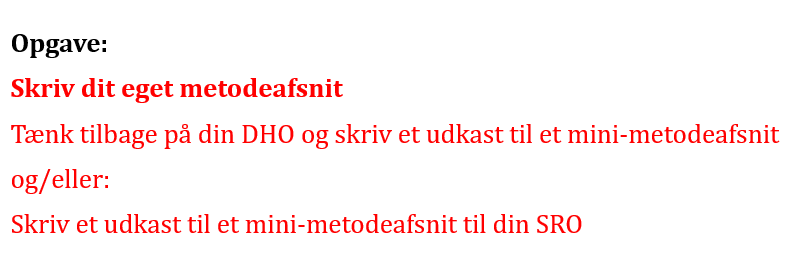 Opgave:
Skriv dit eget metodeafsnit
Tænk tilbage på din DHO og skriv et udkast til et mini-metodeafsnit
og/eller:
Skriv et udkast til et mini-metodeafsnit til din SRO